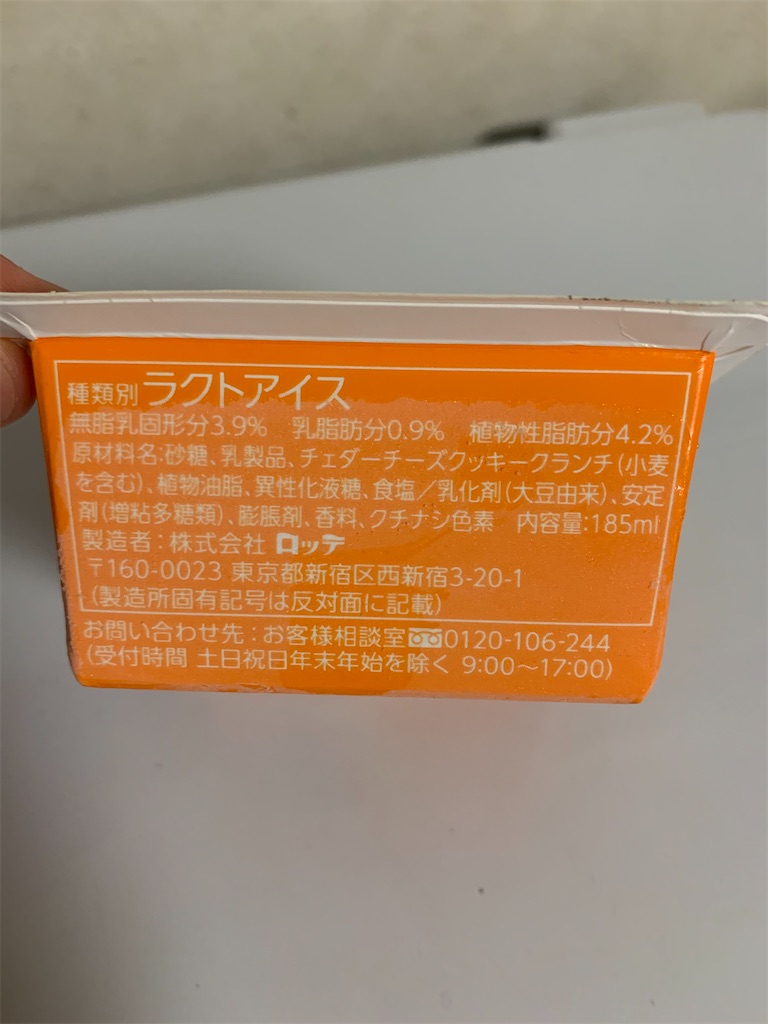 種類別 ラクトアイス
無脂乳固形分3.9% 乳脂肪分0.9% 植物性脂肪分4.2%
原材料名:砂糖、乳製品、チェダーチーズクッキークランチ(小麦
を含む)、植物油脂、異性化液糖、食塩／乳化剤(大豆由来)、安定
剤(増粘多糖類)、膨脹剤、香料、クチナシ色素 内容量:185ml
製造者:株式会社 ロッテ
〒160-0023 東京都新宿区西新宿3-20-1
(製造所固有記号は反対面に記載)
お問い合わせ先:お客様相談室 0120-106-244
(受付時間 土日祝日年末年始を除く 9:00〜17:00)